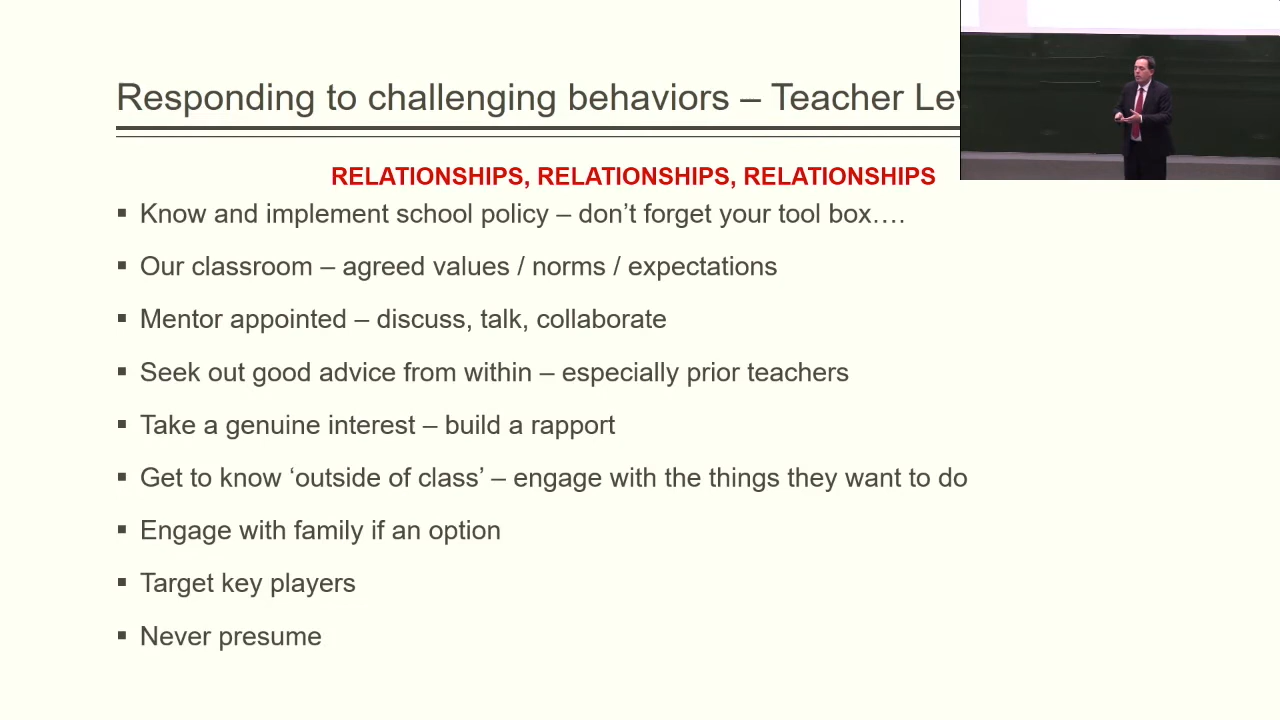 Responding to challenging behaviors – Teacher
RELATIONSHIPS, RELATIONSHIPS, RELATIONSHIPS
Know and implement school policy – don’t forget your tool box….
Our classroom – agreed values / norms / expectations
Mentor appointed – discuss, talk, collaborate
Seek out good advice from within – especially prior teachers
Take a genuine interest – build a rapport
Get to know ‘outside of class’ – engage with the things they want to do
Engage with family if an option
Target key players
Never presume